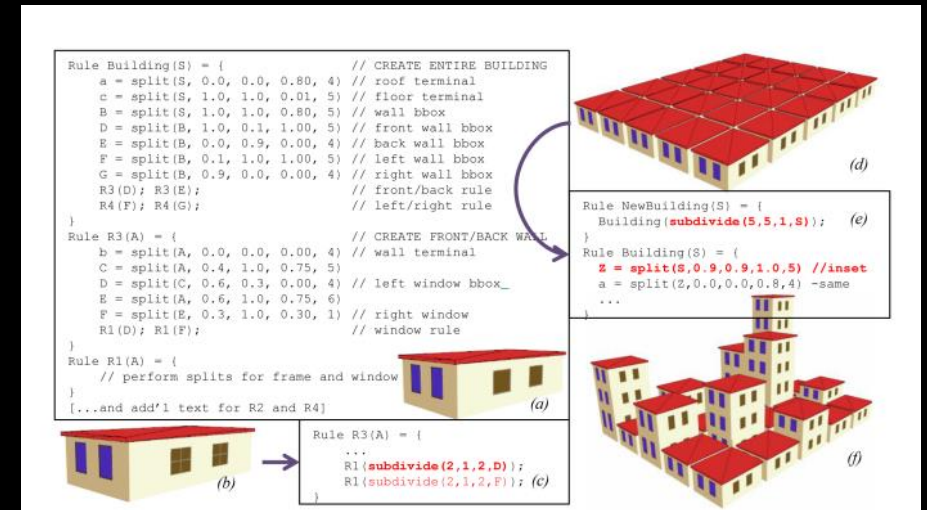 Rule Building(S) = { // CREATE ENTIRE BUILDING
a = split(S, 0.0, 0.0, 0.80, 4) // roof terminal
c = split(S, 1.0, 1.0, 0.01, 5) // floor terminal
B = split(S, 1.0, 1.0, 0.80, 5) // wall bbox
D = split(B, 1.0, 0.1, 1.00, 5) // front wall bbox
E = split(B, 0.0, 0.9, 0.00, 4) // back wall bbox
F = split(B, 0.1, 1.0, 1.00, 5) // left wall bbox
G = split(B, 0.9, 0.0, 0.00, 4) // right wall bbox
R3(D); R3(E); // front/back rule
R4(F); R4(G); // left/right rule
}
Rule R3(A) = { // CREATE FRONT/BACK WALL
b = split(A, 0.0, 0.0, 0.00, 4) // wall terminal
C = split(A, 0.4, 1.0, 0.75, 5)
D = split(C, 0.6, 0.3, 0.00, 4) // left window bbox_
E = split(A, 0.6, 1.0, 0.75, 6)
F = split(E, 0.3, 1.0, 0.30, 1) // right window
R1(D); R1(F); // window rule
}
Rule R1(A) = {
// perform splits for frame and window
}
[...and add'l text for R2 and R4]
(a)
(b)
Rule R3(A) = {
...
R1(subdivide(2,1,2,D));
R1(subdivide(2,1,2,F)); (c)
}
(d)
Rule NewBuilding(S) = { (e)
Building(subdivide(5,5,1,S));
}
Rule Building(S) = {
Z = split(S,0.9,0.9,1.0,5) //inset
a = split(Z,0.0,0.0,0.8,4) -same
...
}
(f)